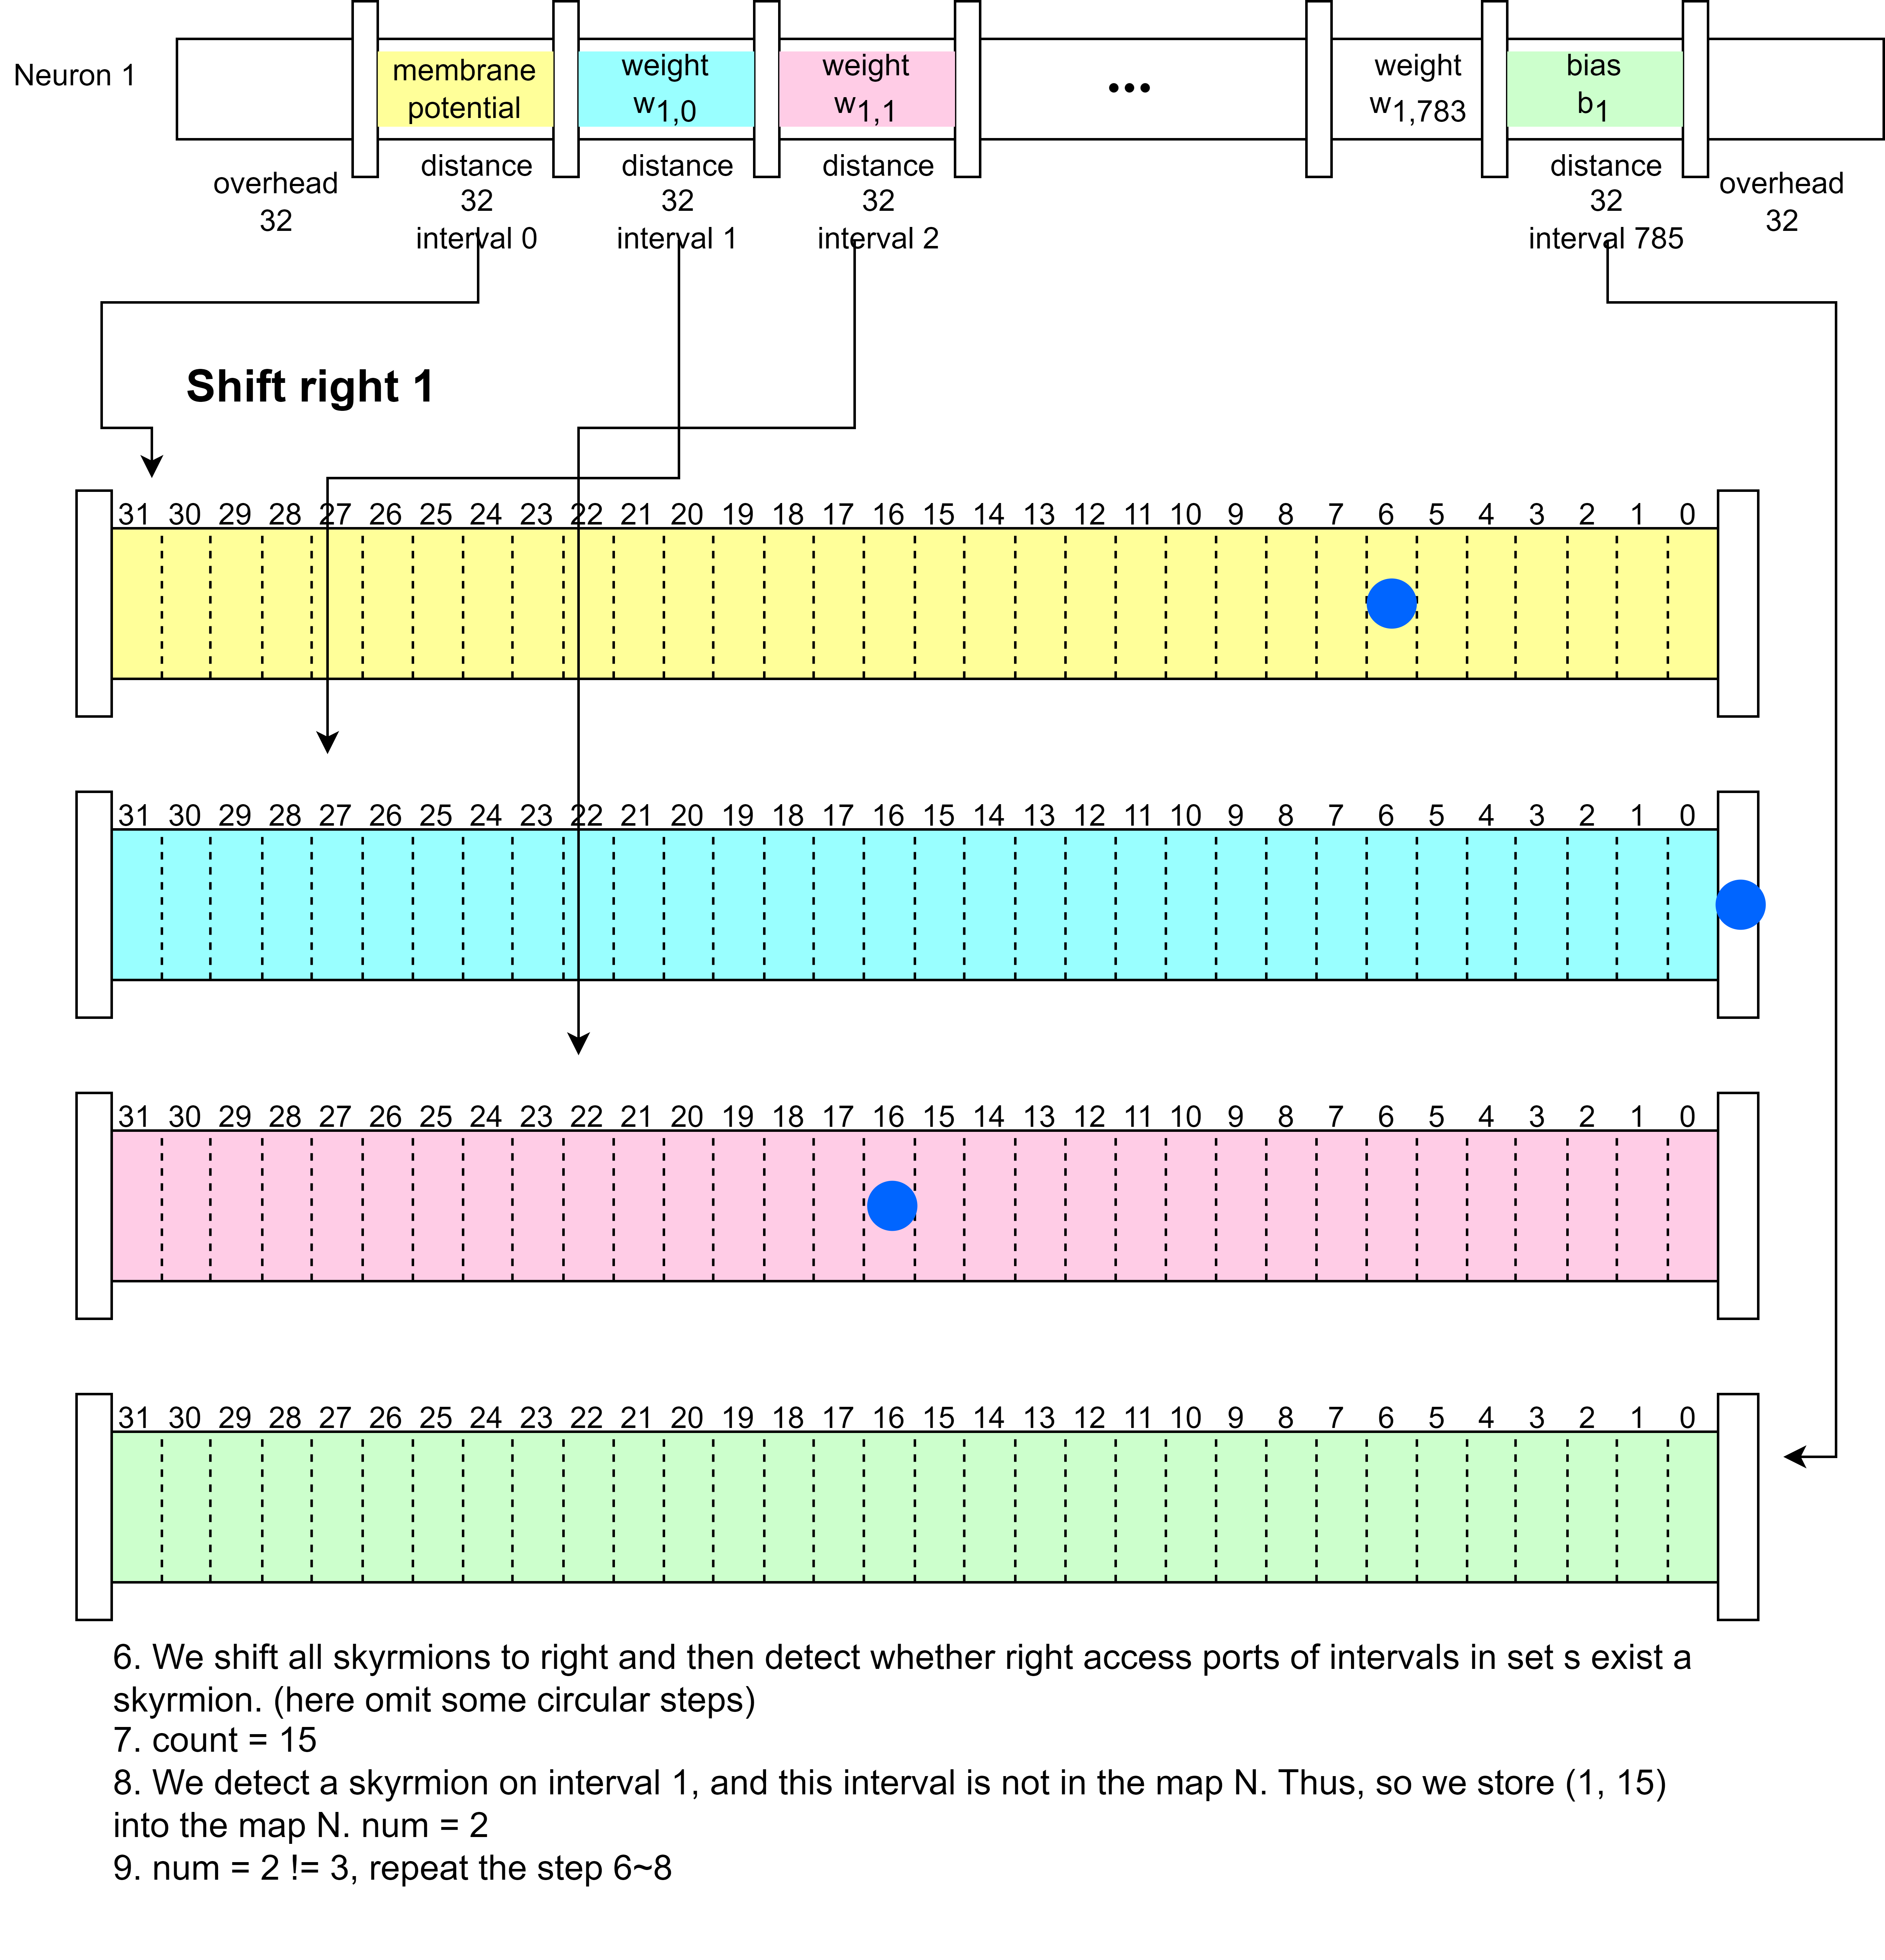 Neuron 1
membrane
potential
weight
w1,0
weight
w1,1
...
weight
w1,783
bias
b1
overhead
32
distance
32
interval 0
distance
32
interval 1
distance
32
interval 2
distance
32
interval 785
overhead
32
Shift right 1
31 30 29 28 27 26 25 24 23 22 21 20 19 18 17 16 15 14 13 12 11 10 9 8 7 6 5 4 3 2 1 0
31 30 29 28 27 26 25 24 23 22 21 20 19 18 17 16 15 14 13 12 11 10 9 8 7 6 5 4 3 2 1 0
31 30 29 28 27 26 25 24 23 22 21 20 19 18 17 16 15 14 13 12 11 10 9 8 7 6 5 4 3 2 1 0
31 30 29 28 27 26 25 24 23 22 21 20 19 18 17 16 15 14 13 12 11 10 9 8 7 6 5 4 3 2 1 0
6. We shift all skyrmions to right and then detect whether right access ports of intervals in set s exist a
skyrmion. (here omit some circular steps)
7. count = 15
8. We detect a skyrmion on interval 1, and this interval is not in the map N. Thus, so we store (1, 15)
into the map N. num = 2
9. num = 2 != 3, repeat the step 6~8